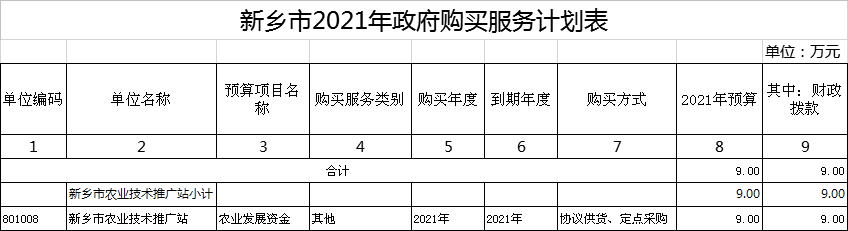 新乡市2021年政府购买服务计划表
单位：万元
单位编码 单位名称 预算项目名称 购买服务类别 购买年度 到期年度 购买方式 2021年预算 其中：财政拨款
1 2 3 4 5 6 7 8 9
合计 9.00 9.00
新乡市农业技术推广站小计 9.00 9.00
801008 新乡市农业技术推广站 农业发展资金 其他 2021年 2021年 协议供货、定点采购 9.00 9.00